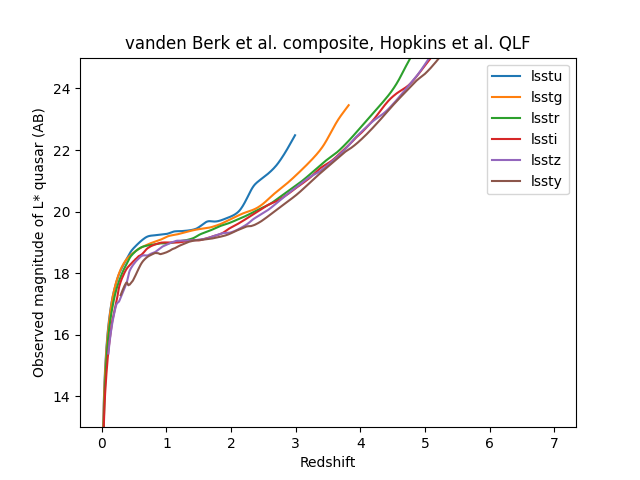 vanden Berk et al. composite, Hopkins et al. QLF
Observed magnitude of L* quasar (AB)
24
22
20
18
16
14
lsstu
lsstg
lsstr
lssti
lsstz
lssty
0 1 2 3 4 5 6 7
Redshift